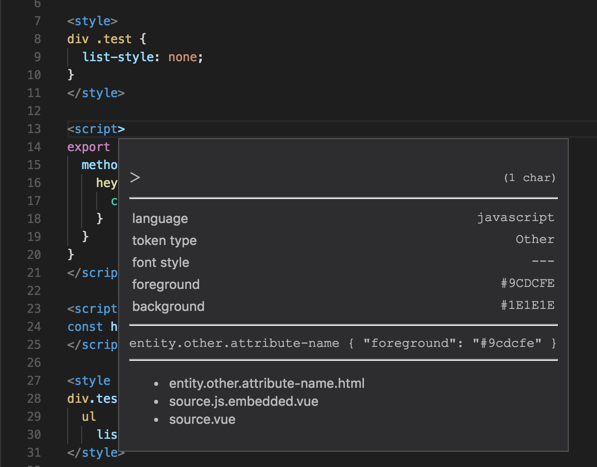 6
7 <style>
8 div .test {
9 list-style: none;
10 }
11 </style>
12
13 <script>
14 export
15 metho
16 hey
17 c
18 }
19 }
20 }
21 </scrip
22
23 <script
24 const h
25 </scrip
26
27 <style
28 div.tes
29 ul
30 lis
31 </style>
> (1 char)
language javascript
token type Other
font style ---
foreground #9CDCFE
background #1E1E1E
entity.other.attribute-name { "foreground": "#9cdcfe" }
• entity.other.attribute-name.html
• source.js.embedded.vue
• source.vue